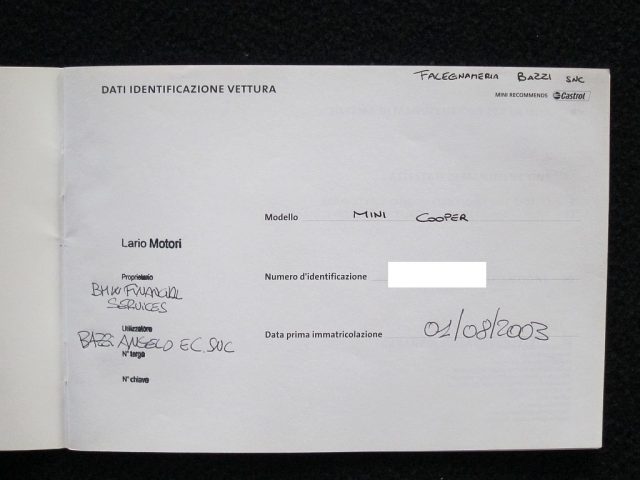 FALEGNAMERIA BAZZI SNC
DATI IDENTIFICAZIONE VETTURA
MINI RECOMMENDS Castrol
Modello MINI COOPER
Lario Motori
Proprietario
BMW FINANCIAL
SERVICES
Numero d'identificazione
Utilizzatore
BAZZI ANGELO E C. SNC
Data prima immatricolazione 01/08/2003
N° targa
N° chiave